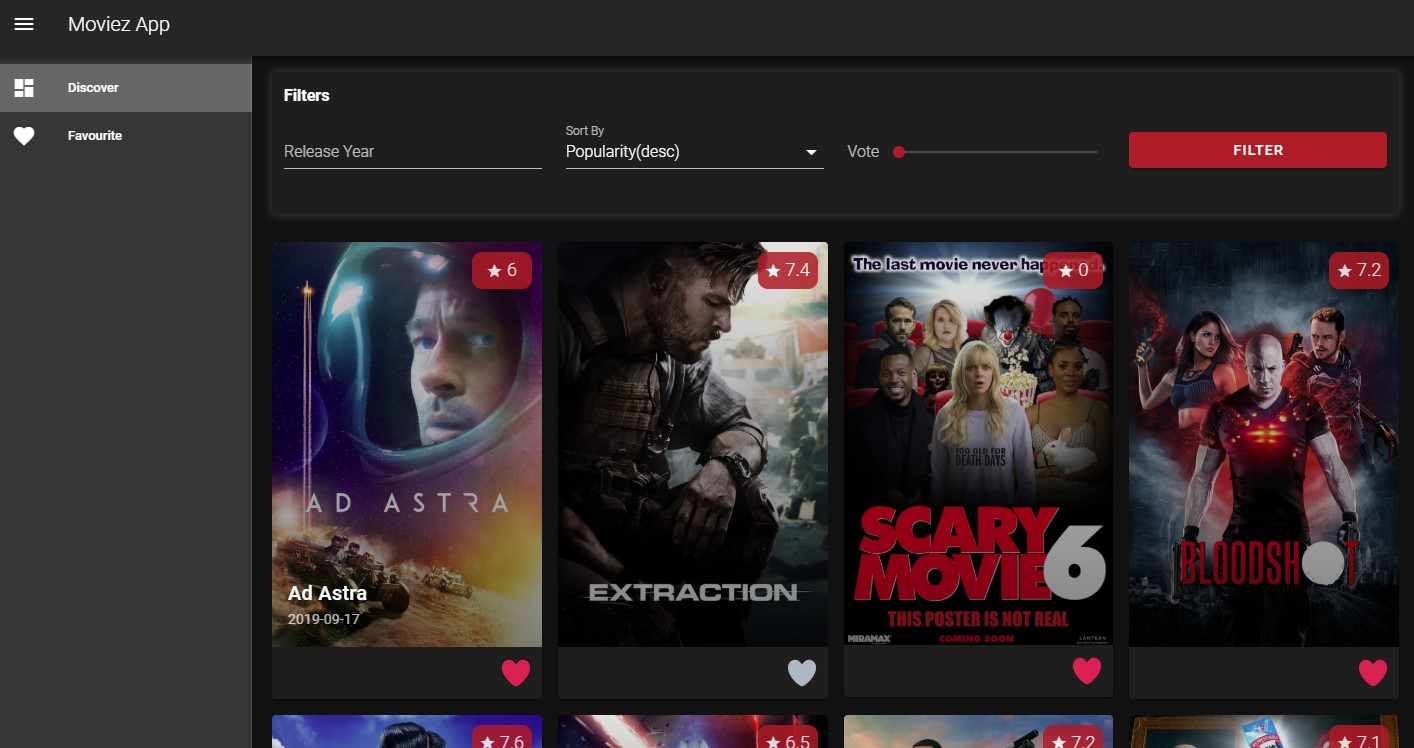 Moviez App
Discover
Favourite
Filters
Release Year
Sort By
Popularity(desc)
Vote
FILTER
6
AD ASTRA
Ad Astra
2019-09-17
7.4
EXTRACTION
The last movie never happened.
0
TOO OLD FOR
DEATH DAYS
SCARY
MOVIE 6
THIS POSTER IS NOT REAL
MIRAMAX
COMING SOON
LANTERN
ENTERTAINMENT
7.2
BLOODSHOT
7.6
6.5
7.2
7.1